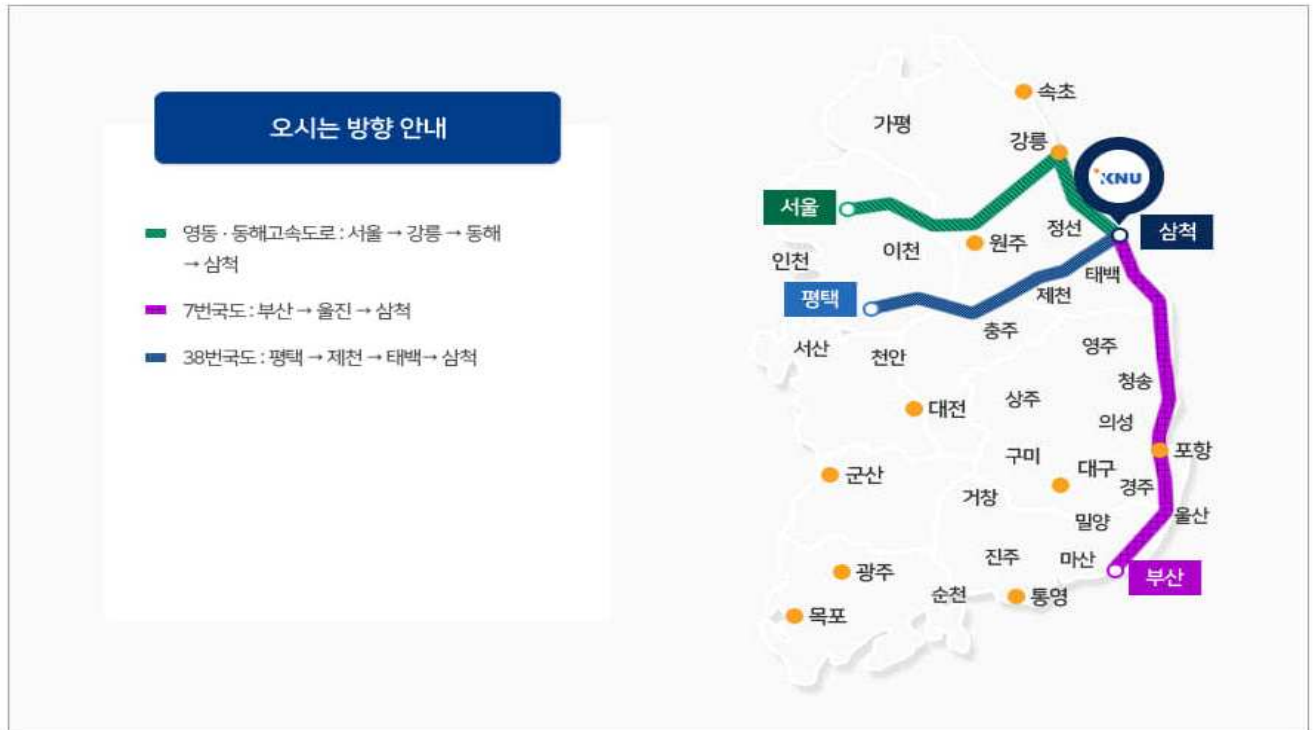 오시는 방향 안내
영동 · 동해고속도로 : 서울 → 강릉 → 동해
→ 삼척
7번국도 : 부산 → 울진 → 삼척
38번국도 : 평택 → 제천 → 태백→ 삼척
속초
가평
강릉
KNU
서울
정선
삼척
원주
이천
인천
태백
평택
제천
충주
서산
천안
영주
청송
상주
대전
의성
구미
포항
대구
군산
경주
거창
울산
밀양
진주
마산
광주
부산
순천
통영
목포